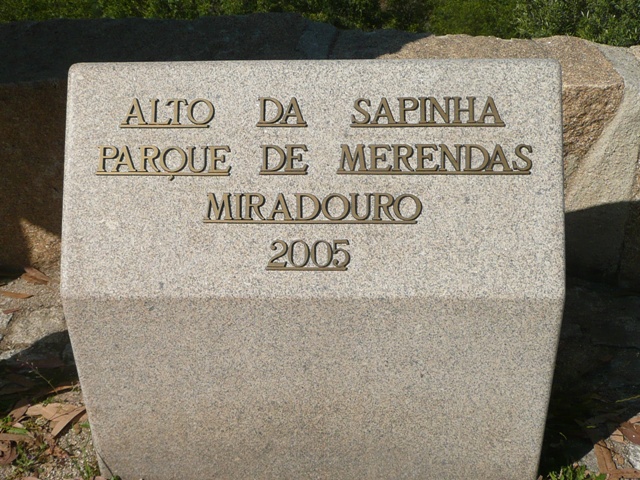 ALTO DA SAPINHA
PARQUE DE MERENDAS
MIRADOURO
2005